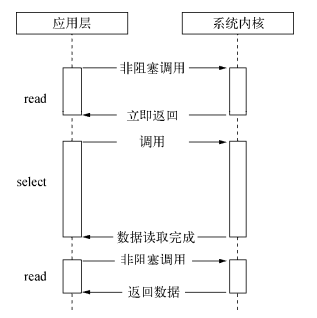 应用层 系统内核
非阻塞调用
read
立即返回
调用
select
数据读取完成
非阻塞调用
read
返回数据